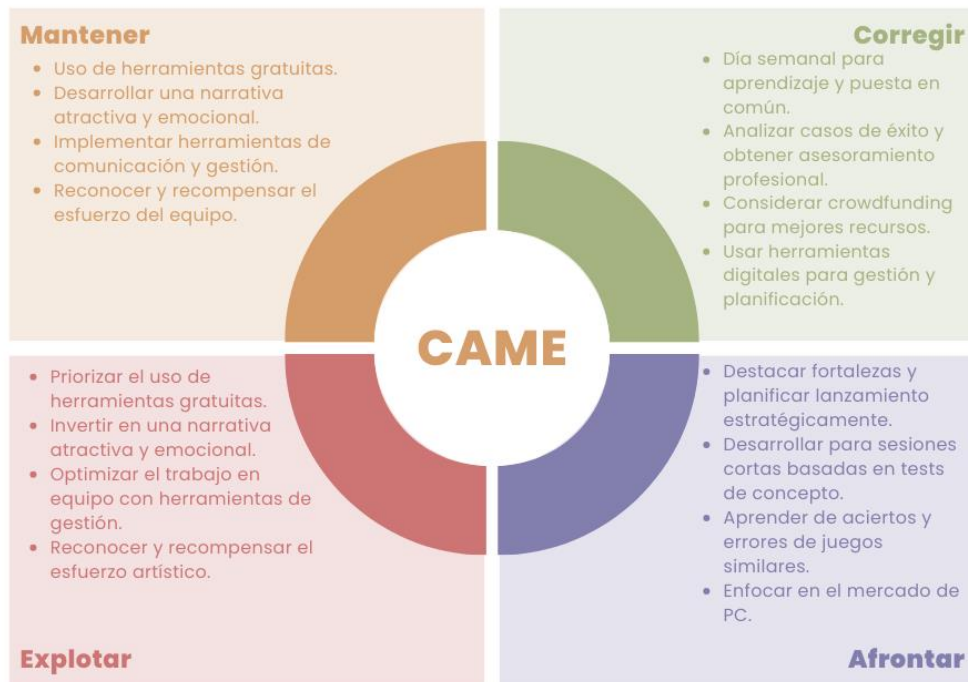 Mantener
• Uso de herramientas gratuitas.
• Desarrollar una narrativa
atractiva y emocional.
• Implementar herramientas de
comunicación y gestión.
• Reconocer y recompensar el
esfuerzo del equipo.
Corregir
• Día semanal para
aprendizaje y puesta en
común.
• Analizar casos de éxito y
obtener asesoramiento
profesional.
• Considerar crowdfunding
para mejores recursos.
• Usar herramientas
digitales para gestión y
planificación.
CAME
• Priorizar el uso de
herramientas gratuitas.
• Invertir en una narrativa
atractiva y emocional.
• Optimizar el trabajo en
equipo con herramientas de
gestión.
• Reconocer y recompensar el
esfuerzo artístico.
Explotar
• Destacar fortalezas y
planificar lanzamiento
estratégicamente.
• Desarrollar para sesiones
cortas basadas en tests
de concepto.
• Aprender de aciertos y
errores de juegos
similares.
• Enfocar en el mercado de
PC.
Afrontar